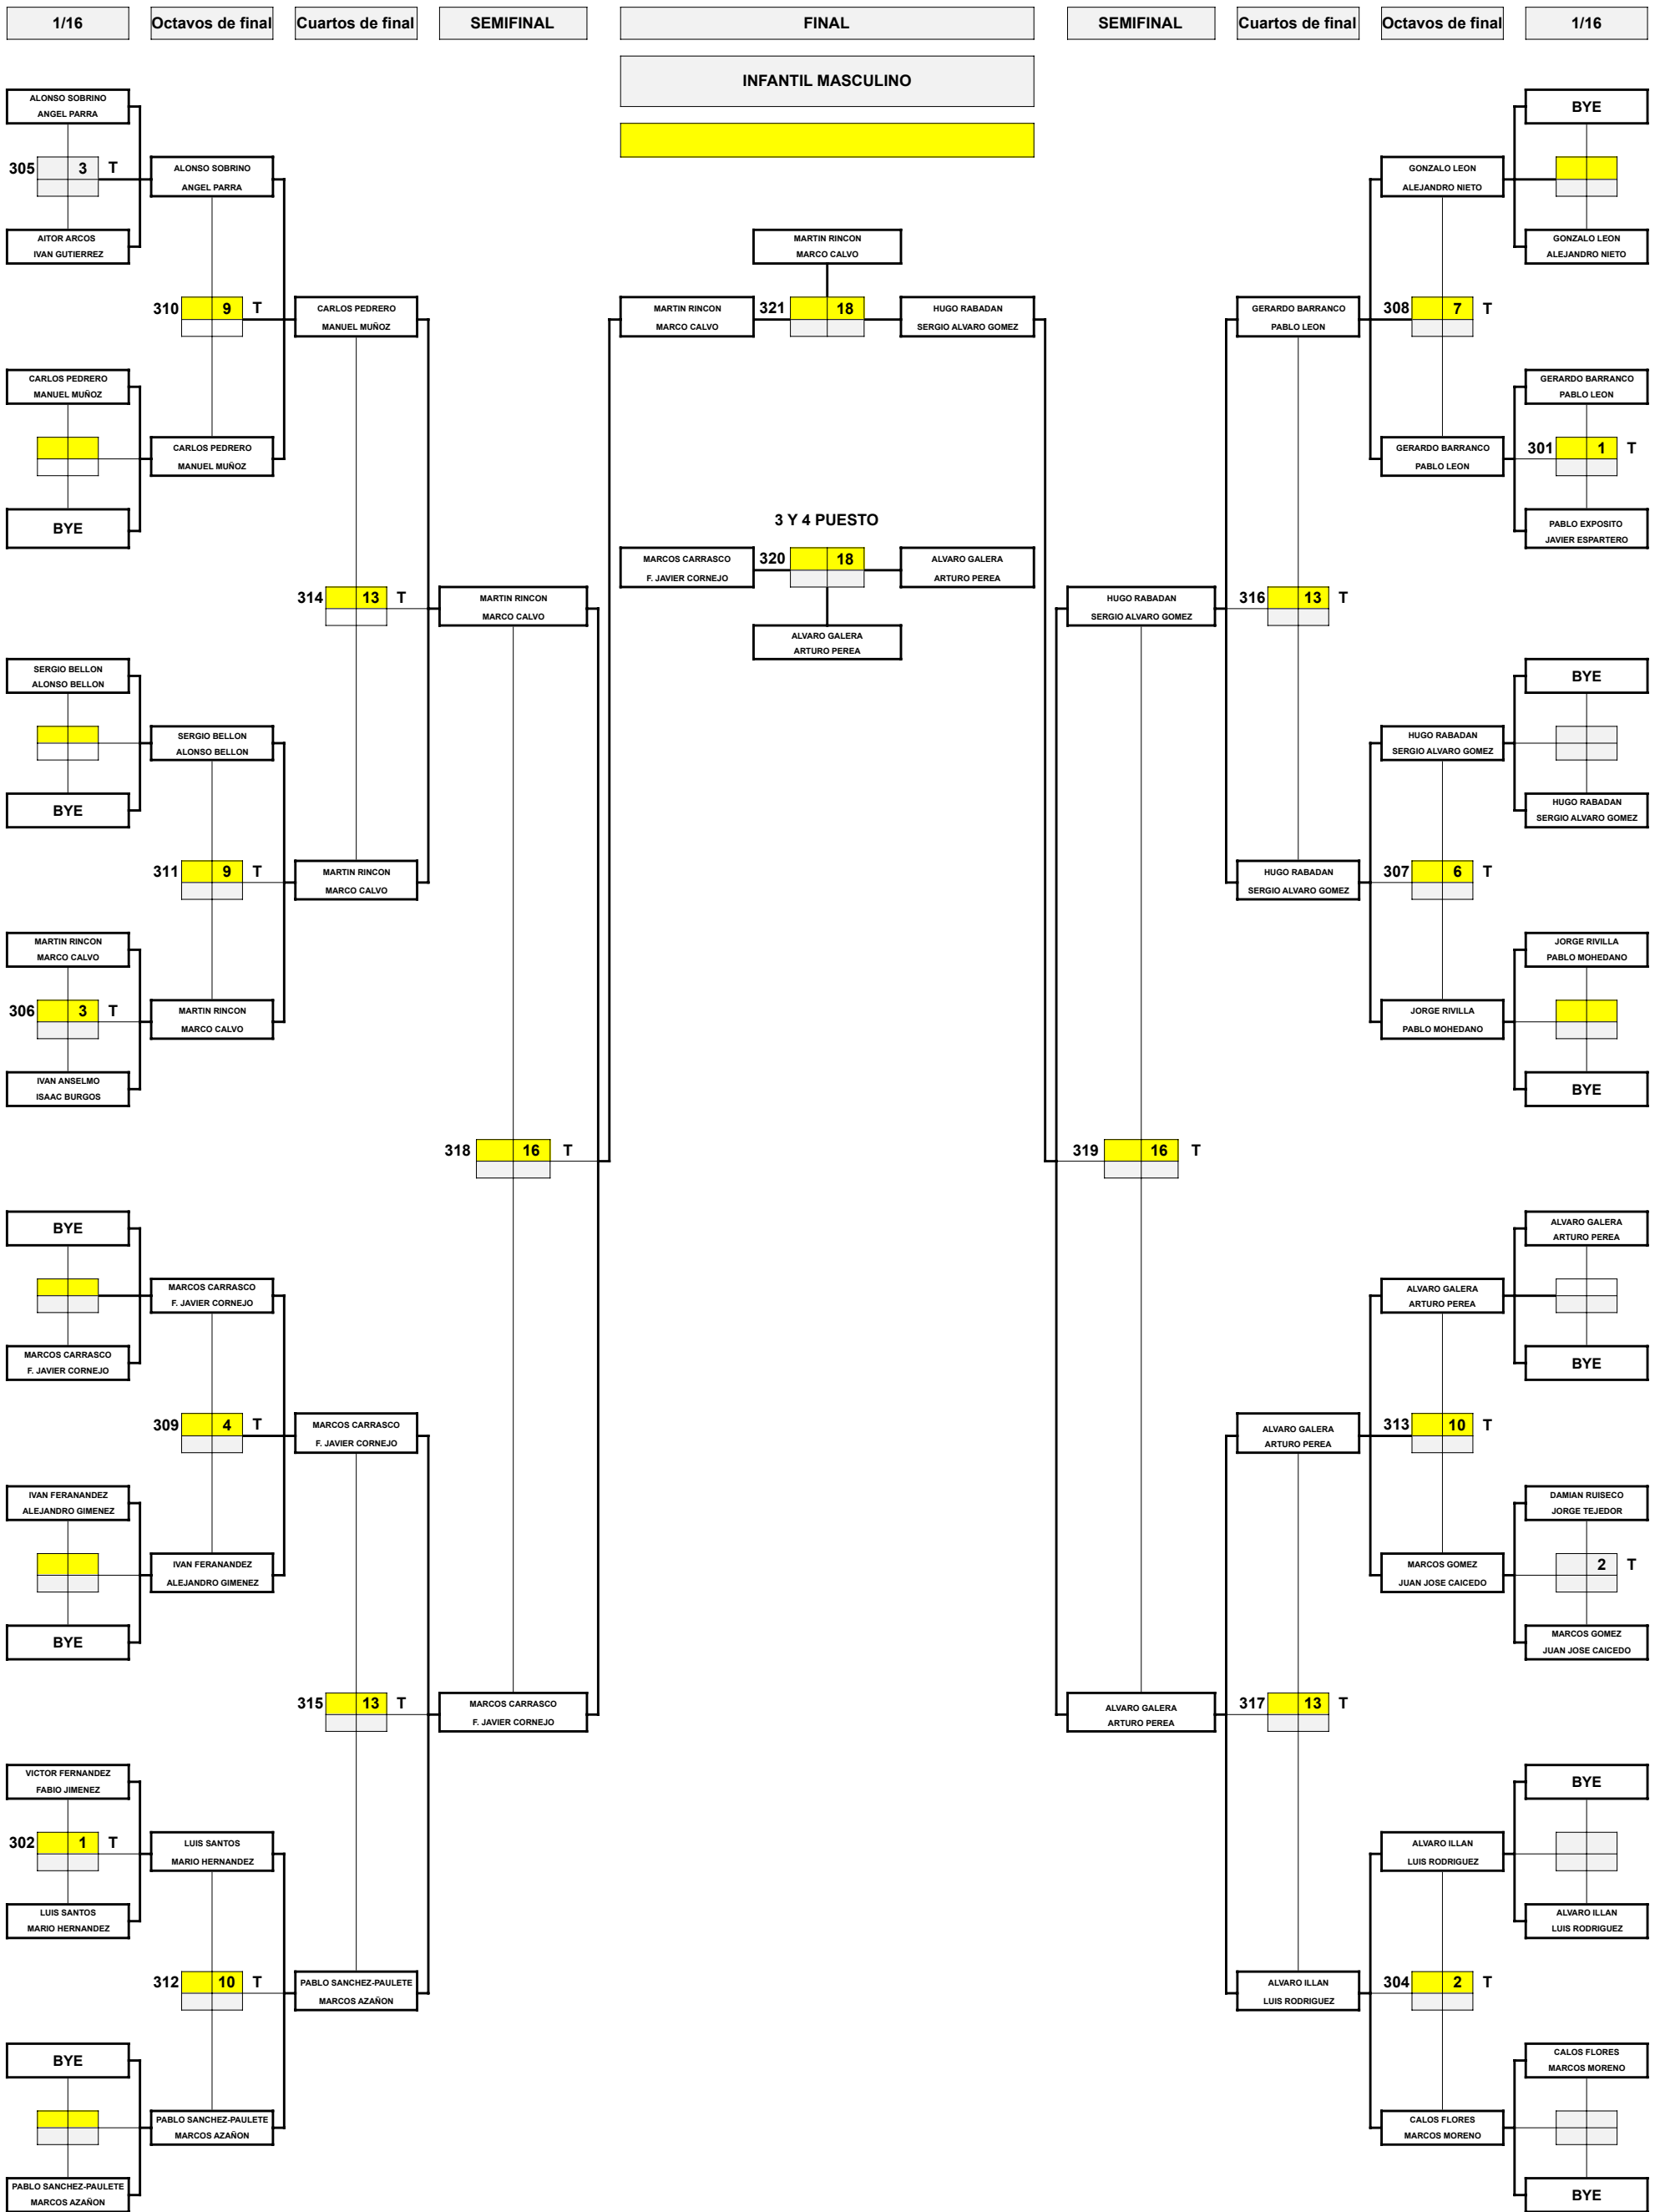 1/16 Octavos de final Cuartos de final SEMIFINAL FINAL SEMIFINAL Cuartos de final Octavos de final 1/16
INFANTIL MASCULINO
ALONSO SOBRINO
ANGEL PARRA
305 3 T
AITOR ARCOS
IVAN GUTIERREZ
CARLOS PEDRERO
MANUEL MUÑOZ
BYE
SERGIO BELLON
ALONSO BELLON
BYE
MARTIN RINCON
MARCO CALVO
306 3 T
IVAN ANSELMO
ISAAC BURGOS
BYE
MARCOS CARRASCO
F. JAVIER CORNEJO
IVAN FERANANDEZ
ALEJANDRO GIMENEZ
BYE
VICTOR FERNANDEZ
FABIO JIMENEZ
302 1 T
LUIS SANTOS
MARIO HERNANDEZ
BYE
PABLO SANCHEZ-PAULETE
MARCOS AZAÑON
ALONSO SOBRINO
ANGEL PARRA
310 9 T
CARLOS PEDRERO
MANUEL MUÑOZ
SERGIO BELLON
ALONSO BELLON
311 9 T
MARTIN RINCON
MARCO CALVO
MARCOS CARRASCO
F. JAVIER CORNEJO
309 4 T
IVAN FERANANDEZ
ALEJANDRO GIMENEZ
LUIS SANTOS
MARIO HERNANDEZ
312 10 T
PABLO SANCHEZ-PAULETE
MARCOS AZAÑON
CARLOS PEDRERO
MANUEL MUÑOZ
314 13 T
MARTIN RINCON
MARCO CALVO
MARCOS CARRASCO
F. JAVIER CORNEJO
315 13 T
PABLO SANCHEZ-PAULETE
MARCOS AZAÑON
MARTIN RINCON
MARCO CALVO
318 16 T
MARCOS CARRASCO
F. JAVIER CORNEJO
MARTIN RINCON
MARCO CALVO
MARTIN RINCON
MARCO CALVO
321 18
HUGO RABADAN
SERGIO ALVARO GOMEZ
3 Y 4 PUESTO
MARCOS CARRASCO
F. JAVIER CORNEJO
320 18
ALVARO GALERA
ARTURO PEREA
ALVARO GALERA
ARTURO PEREA
HUGO RABADAN
SERGIO ALVARO GOMEZ
319 16 T
ALVARO GALERA
ARTURO PEREA
GERARDO BARRANCO
PABLO LEON
316 13 T
HUGO RABADAN
SERGIO ALVARO GOMEZ
ALVARO GALERA
ARTURO PEREA
317 13 T
ALVARO ILLAN
LUIS RODRIGUEZ
GONZALO LEON
ALEJANDRO NIETO
308 7 T
GERARDO BARRANCO
PABLO LEON
HUGO RABADAN
SERGIO ALVARO GOMEZ
307 6 T
JORGE RIVILLA
PABLO MOHEDANO
ALVARO GALERA
ARTURO PEREA
313 10 T
MARCOS GOMEZ
JUAN JOSE CAICEDO
ALVARO ILLAN
LUIS RODRIGUEZ
304 2 T
CALOS FLORES
MARCOS MORENO
BYE
GONZALO LEON
ALEJANDRO NIETO
GERARDO BARRANCO
PABLO LEON
301 1 T
PABLO EXPOSITO
JAVIER ESPARTERO
BYE
HUGO RABADAN
SERGIO ALVARO GOMEZ
JORGE RIVILLA
PABLO MOHEDANO
BYE
ALVARO GALERA
ARTURO PEREA
BYE
DAMIAN RUISECO
JORGE TEJEDOR
2 T
MARCOS GOMEZ
JUAN JOSE CAICEDO
BYE
ALVARO ILLAN
LUIS RODRIGUEZ
CALOS FLORES
MARCOS MORENO
BYE